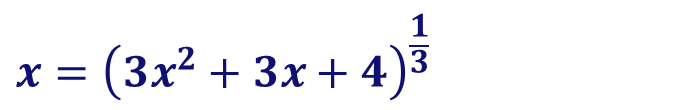 x = (3x² + 3x + 4)^(1/3)